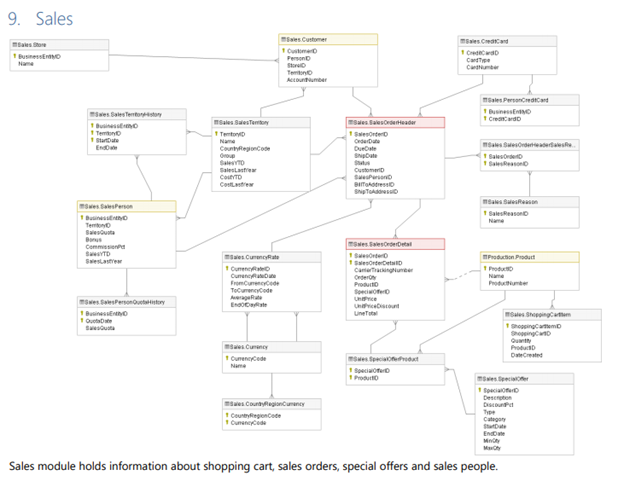 9. Sales
Sales.Store
BusinessEntityID
Name
Sales.Customer
CustomerID
PersonID
StoreID
TerritoryID
AccountNumber
Sales.CreditCard
CreditCardID
CardType
CardNumber
Sales.PersonCreditCard
BusinessEntityID
CreditCardID
Sales.SalesTerritoryHistory
BusinessEntityID
TerritoryID
StartDate
EndDate
Sales.SalesTerritory
TerritoryID
Name
CountryRegionCode
Group
SalesYTD
SalesLastYear
CostYTD
CostLastYear
Sales.SalesOrderHeader
SalesOrderID
OrderDate
DueDate
ShipDate
Status
CustomerID
SalesPersonID
BillToAddressID
ShipToAddressID
Sales.SalesOrderHeaderSalesRe...
SalesOrderID
SalesReasonID
Sales.SalesReason
SalesReasonID
Name
Sales.SalesPerson
BusinessEntityID
TerritoryID
SalesQuota
Bonus
CommissionPct
SalesYTD
SalesLastYear
Sales.CurrencyRate
CurrencyRateID
CurrencyRateDate
FromCurrencyCode
ToCurrencyCode
AverageRate
EndOfDayRate
Sales.SalesOrderDetail
SalesOrderID
SalesOrderDetailID
CarrierTrackingNumber
OrderQty
ProductID
SpecialOfferID
UnitPrice
UnitPriceDiscount
LineTotal
Production.Product
ProductID
Name
ProductNumber
Sales.SalesPersonQuotaHistory
BusinessEntityID
QuotaDate
SalesQuota
Sales.ShoppingCartItem
ShoppingCartItemID
ShoppingCartID
Quantity
ProductID
DateCreated
Sales.Currency
CurrencyCode
Name
Sales.SpecialOfferProduct
SpecialOfferID
ProductID
Sales.SpecialOffer
SpecialOfferID
Description
DiscountPct
Type
Category
StartDate
EndDate
MinQty
MaxQty
Sales.CountryRegionCurrency
CountryRegionCode
CurrencyCode
Sales module holds information about shopping cart, sales orders, special offers and sales people.